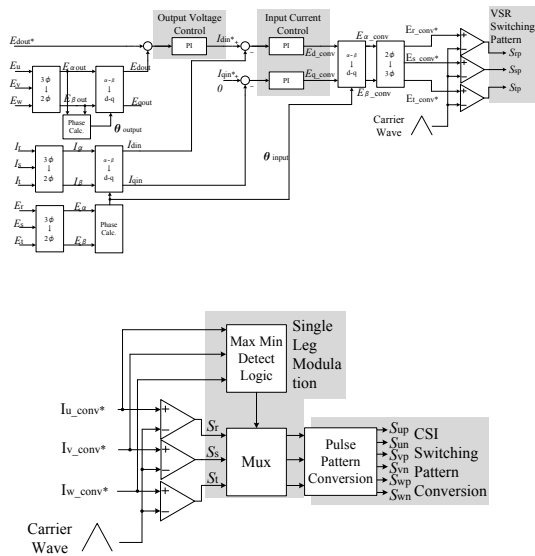 Output Voltage
Control
Input Current
Control
VSR
Switching
Pattern
Edout*
PI
Idin*
PI
Ed_conv
Eα_conv
Er_conv*
Srp
Eu
Ev
Ew
3φ
↓
2φ
Eαout
Eβout
α-β
↓
d-q
Edout
Eqout
Phase
Calc.
θ output
Iqin*
0
PI
Eq_conv
α-β
↓
d-q
Eβ_conv
2φ
↓
3φ
Es_conv*
Ssp
Et_conv*
Stp
Carrier
Wave
Ir
Is
It
3φ
↓
2φ
Iα
Iβ
α-β
↓
d-q
Idin
Iqin
θ input
Er
Es
Et
3φ
↓
2φ
Eα
Eβ
Phase
Calc.
Max Min
Detect
Logic
Single
Leg
Modula
tion
Iu_conv*
Iv_conv*
Iw_conv*
Sr
Ss
St
Mux
Pulse
Pattern
Conversion
Sup
Sun
Svp
Svn
Swp
Swn
CSI
Switching
Pattern
Conversion
Carrier
Wave